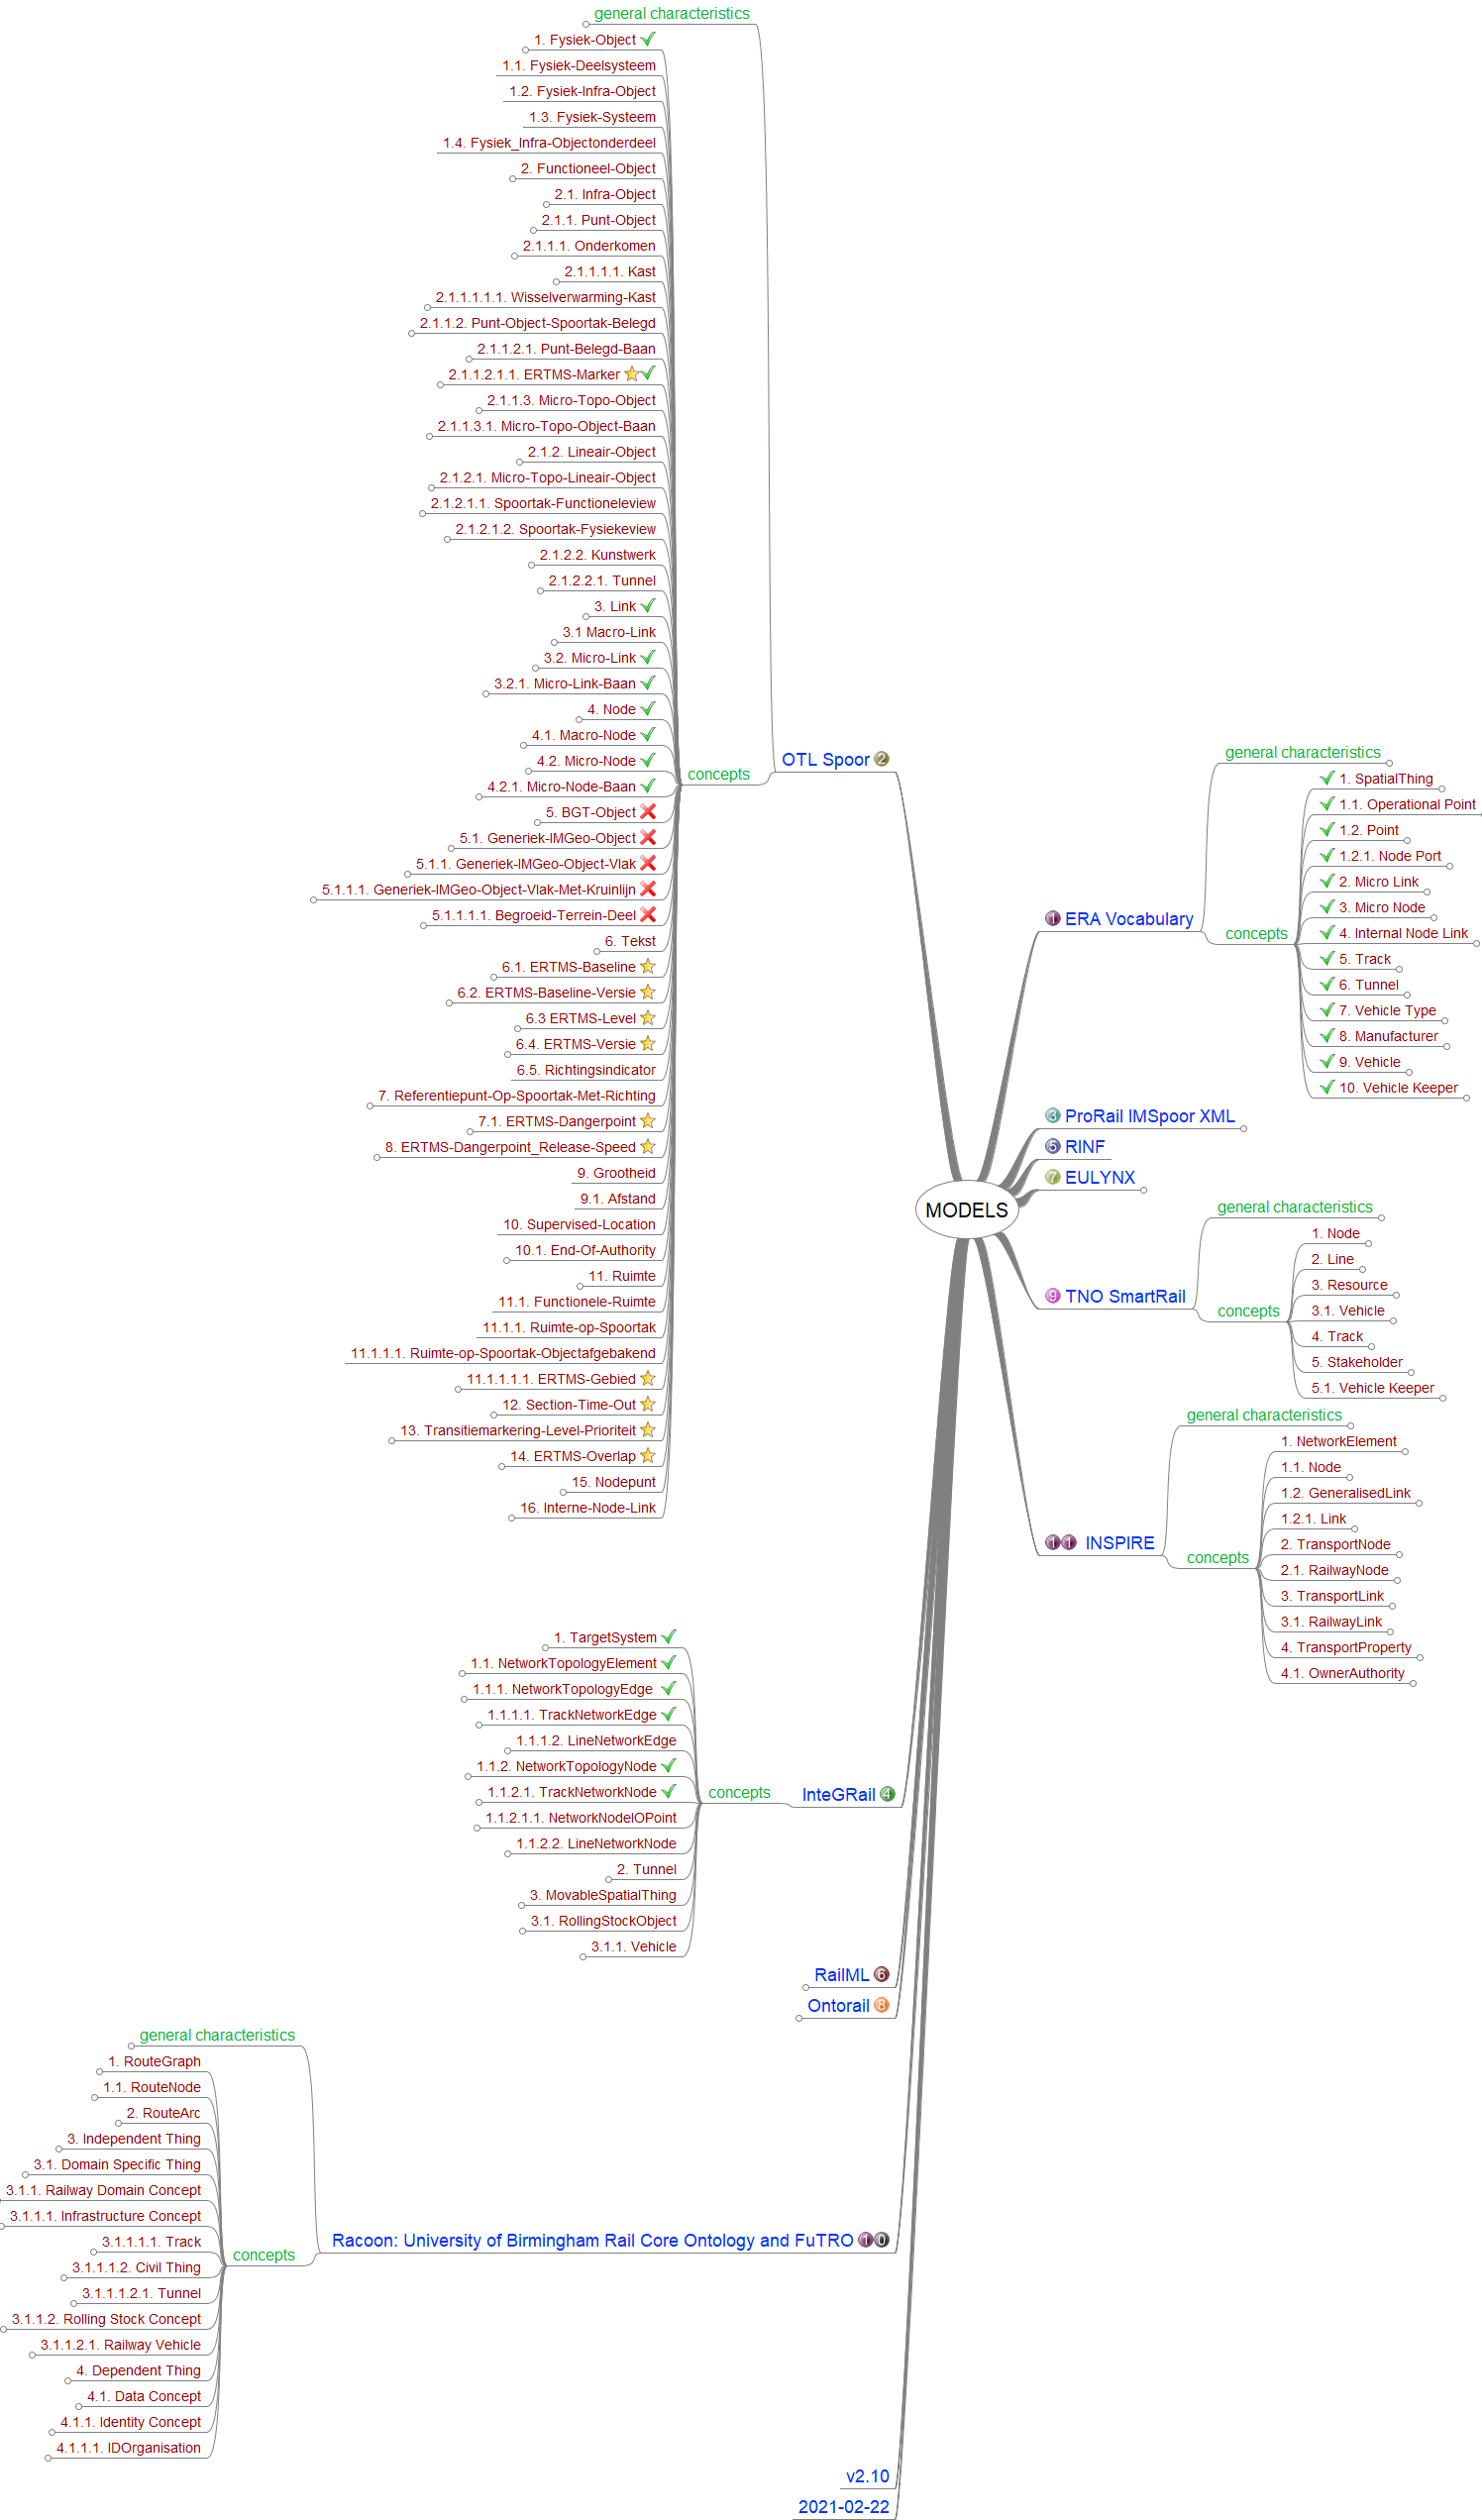 general characteristics
1. Fysiek-Object
1.1. Fysiek-Deelsysteem
1.2. Fysiek-Infra-Object
1.3. Fysiek-Systeem
1.4. Fysiek_Infra-Objectonderdeel
2. Functioneel-Object
2.1. Infra-Object
2.1.1. Punt-Object
2.1.1.1. Onderkomen
2.1.1.1.1. Kast
2.1.1.1.1.1. Wisselverwarming-Kast
2.1.1.2. Punt-Object-Spoortak-Belegd
2.1.1.2.1. Punt-Belegd-Baan
2.1.1.2.1.1. ERTMS-Marker
2.1.1.3. Micro-Topo-Object
2.1.1.3.1. Micro-Topo-Object-Baan
2.1.2. Lineair-Object
2.1.2.1. Micro-Topo-Lineair-Object
2.1.2.1.1. Spoortak-Functioneleview
2.1.2.1.2. Spoortak-Fysiekeview
2.1.2.2. Kunstwerk
2.1.2.2.1. Tunnel
3. Link
3.1 Macro-Link
3.2. Micro-Link
3.2.1. Micro-Link-Baan
4. Node
4.1. Macro-Node
4.2. Micro-Node
4.2.1. Micro-Node-Baan
5. BGT-Object
5.1. Generiek-IMGeo-Object
5.1.1. Generiek-IMGeo-Object-Vlak
5.1.1.1. Generiek-IMGeo-Object-Vlak-Met-Kruinlijn
5.1.1.1.1. Begroeid-Terrein-Deel
6. Tekst
6.1. ERTMS-Baseline
6.2. ERTMS-Baseline-Versie
6.3 ERTMS-Level
6.4. ERTMS-Versie
6.5. Richtingsindicator
7. Referentiepunt-Op-Spoortak-Met-Richting
7.1. ERTMS-Dangerpoint
8. ERTMS-Dangerpoint_Release-Speed
9. Grootheid
9.1. Afstand
10. Supervised-Location
10.1. End-Of-Authority
11. Ruimte
11.1. Functionele-Ruimte
11.1.1. Ruimte-op-Spoortak
11.1.1.1. Ruimte-op-Spoortak-Objectafgebakend
11.1.1.1.1. ERTMS-Gebied
12. Section-Time-Out
13. Transitiemarkering-Level-Prioriteit
14. ERTMS-Overlap
15. Nodepunt
16. Interne-Node-Link
concepts
OTL Spoor 2
1. TargetSystem
1.1. NetworkTopologyElement
1.1.1. NetworkTopologyEdge
1.1.1.1. TrackNetworkEdge
1.1.1.2. LineNetworkEdge
1.1.2. NetworkTopologyNode
1.1.2.1. TrackNetworkNode
1.1.2.1.1. NetworkNodeIOPoint
1.1.2.2. LineNetworkNode
2. Tunnel
3. MovableSpatialThing
3.1. RollingStockObject
3.1.1. Vehicle
concepts
InteGRail 4
RailML 6
Ontorail 8
general characteristics
1. RouteGraph
1.1. RouteNode
2. RouteArc
3. Independent Thing
3.1. Domain Specific Thing
3.1.1. Railway Domain Concept
3.1.1.1. Infrastructure Concept
3.1.1.1.1. Track
3.1.1.1.2. Civil Thing
3.1.1.1.2.1. Tunnel
3.1.1.2. Rolling Stock Concept
3.1.1.2.1. Railway Vehicle
4. Dependent Thing
4.1. Data Concept
4.1.1. Identity Concept
4.1.1.1. IDOrganisation
concepts
Racoon: University of Birmingham Rail Core Ontology and FuTRO 10
v2.10
2021-02-22
MODELS
1 ERA Vocabulary
general characteristics
concepts
1. SpatialThing
1.1. Operational Point
1.2. Point
1.2.1. Node Port
2. Micro Link
3. Micro Node
4. Internal Node Link
5. Track
6. Tunnel
7. Vehicle Type
8. Manufacturer
9. Vehicle
10. Vehicle Keeper
3 ProRail IMSpoor XML
5 RINF
7 EULYNX
9 TNO SmartRail
general characteristics
concepts
1. Node
2. Line
3. Resource
3.1. Vehicle
4. Track
5. Stakeholder
5.1. Vehicle Keeper
11 INSPIRE
general characteristics
concepts
1. NetworkElement
1.1. Node
1.2. GeneralisedLink
1.2.1. Link
2. TransportNode
2.1. RailwayNode
3. TransportLink
3.1. RailwayLink
4. TransportProperty
4.1. OwnerAuthority